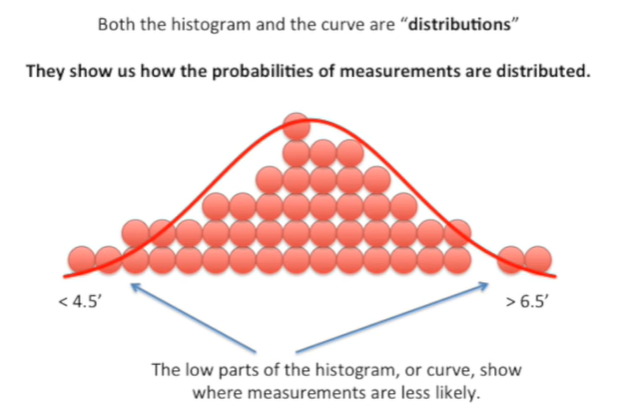 Both the histogram and the curve are “distributions”
They show us how the probabilities of measurements are distributed.
< 4.5’
> 6.5’
The low parts of the histogram, or curve, show
where measurements are less likely.